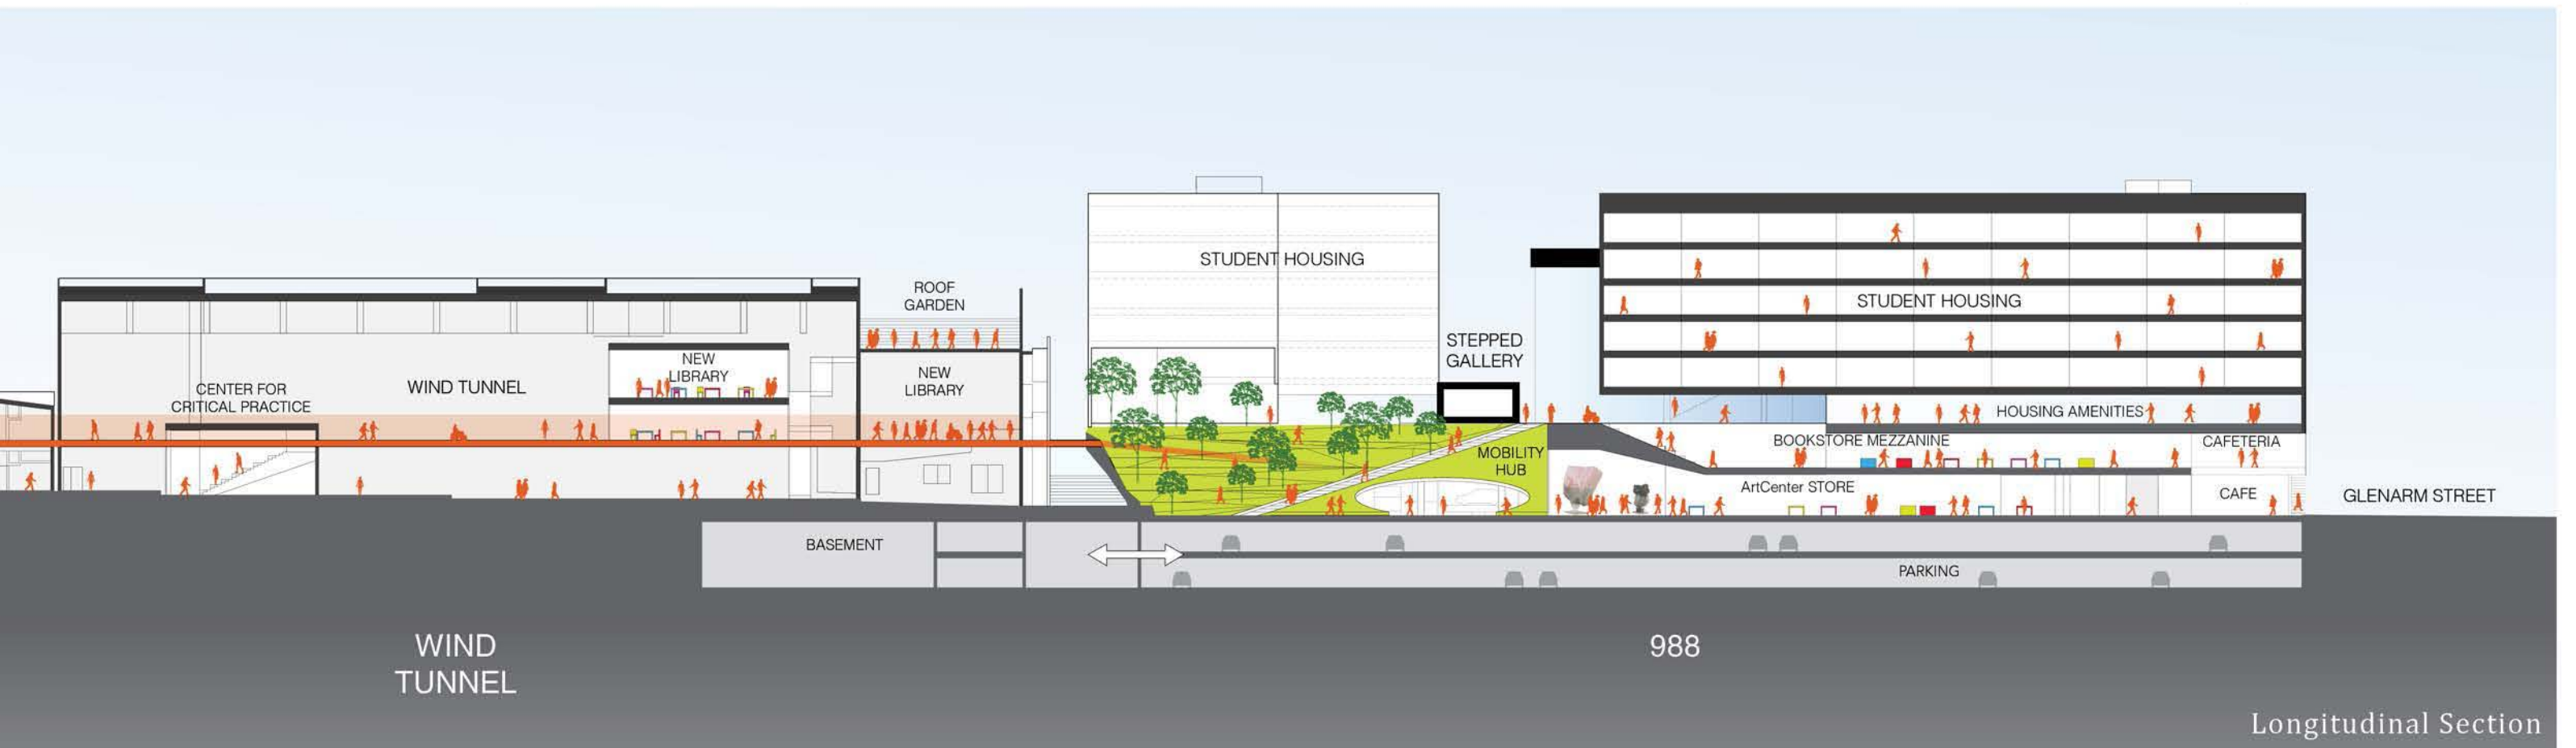 STUDENT HOUSING
ROOF
GARDEN
STUDENT HOUSING
STEPPED
GALLERY
NEW
LIBRARY
NEW
LIBRARY
CENTER FOR
CRITICAL PRACTICE
WIND TUNNEL
HOUSING AMENITIES
BOOKSTORE MEZZANINE
CAFETERIA
MOBILITY
HUB
ArtCenter STORE
CAFE
GLENARM STREET
BASEMENT
PARKING
WIND
TUNNEL
988
Longitudinal Section